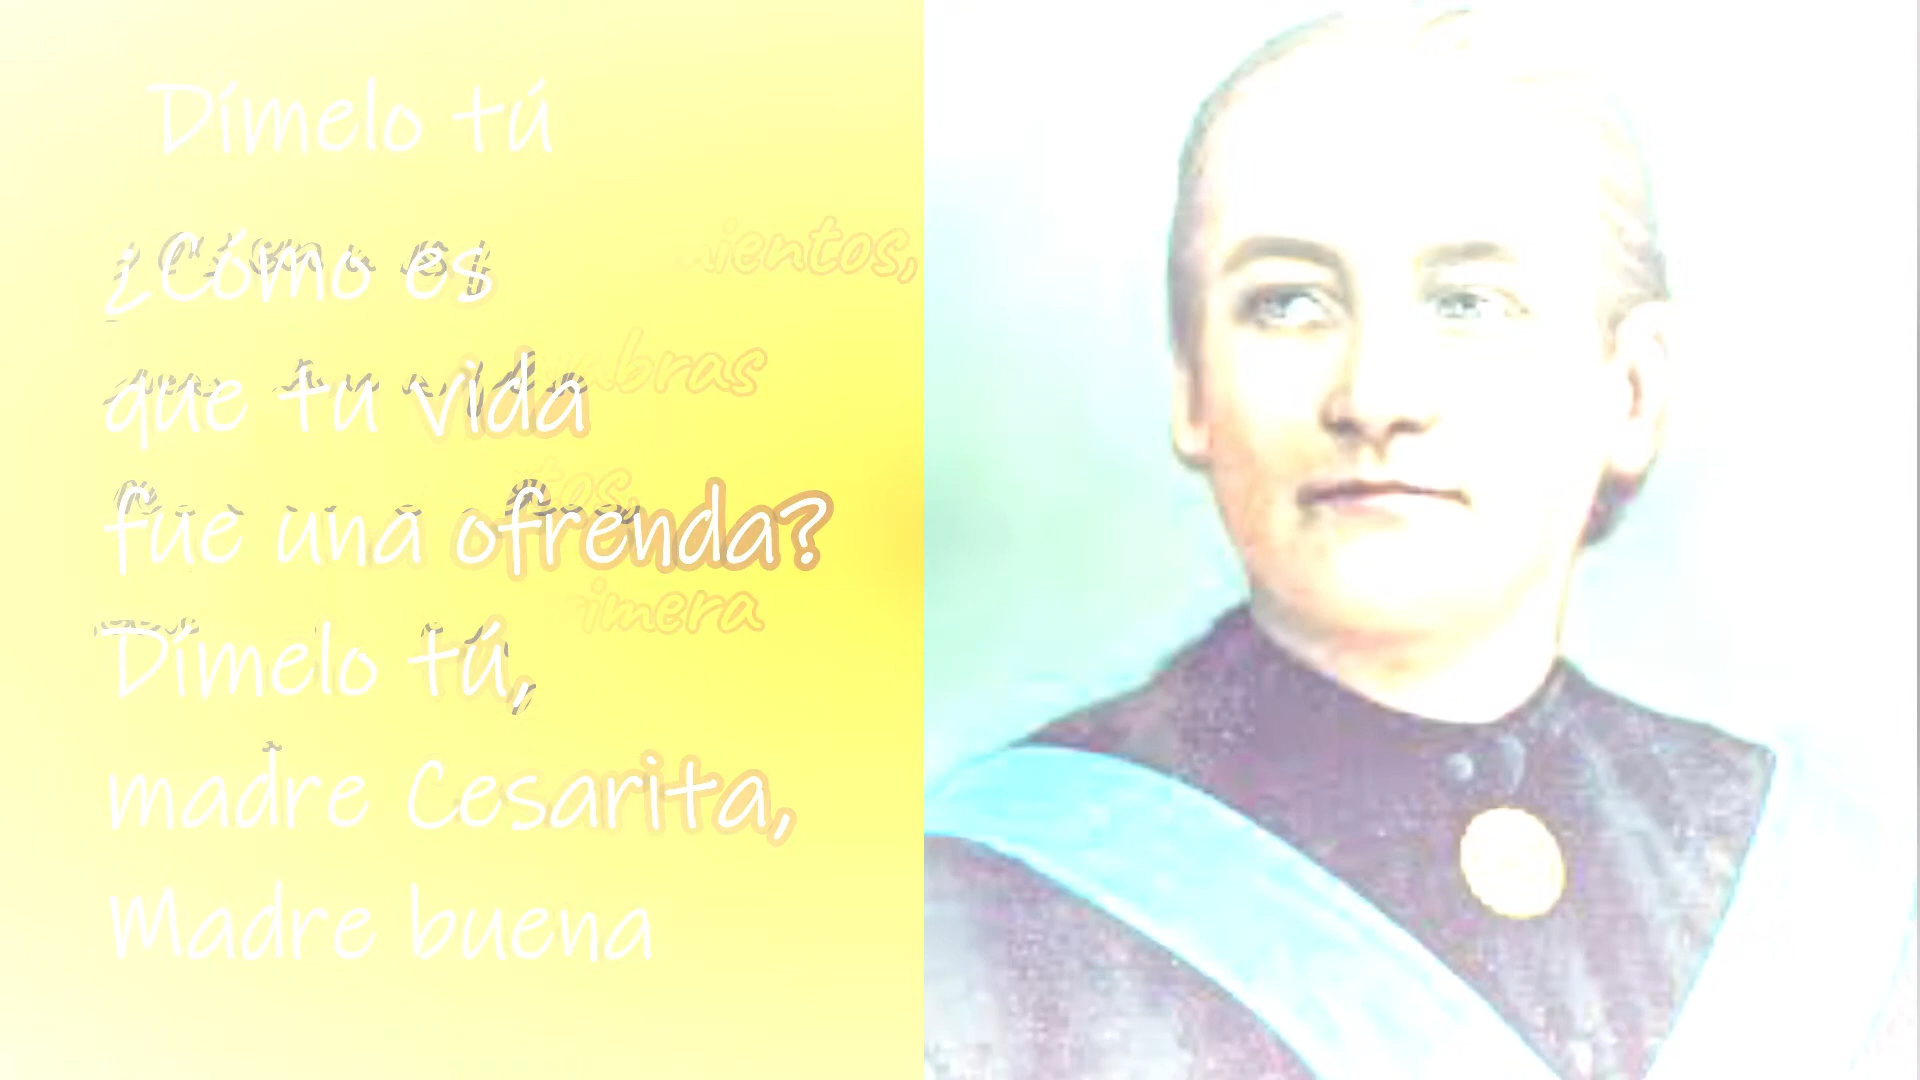 Dímelo tú
¿Cómo es
que tu vida
fue una ofrenda?
Dímelo tú,
madre Cesarita,
Madre buena